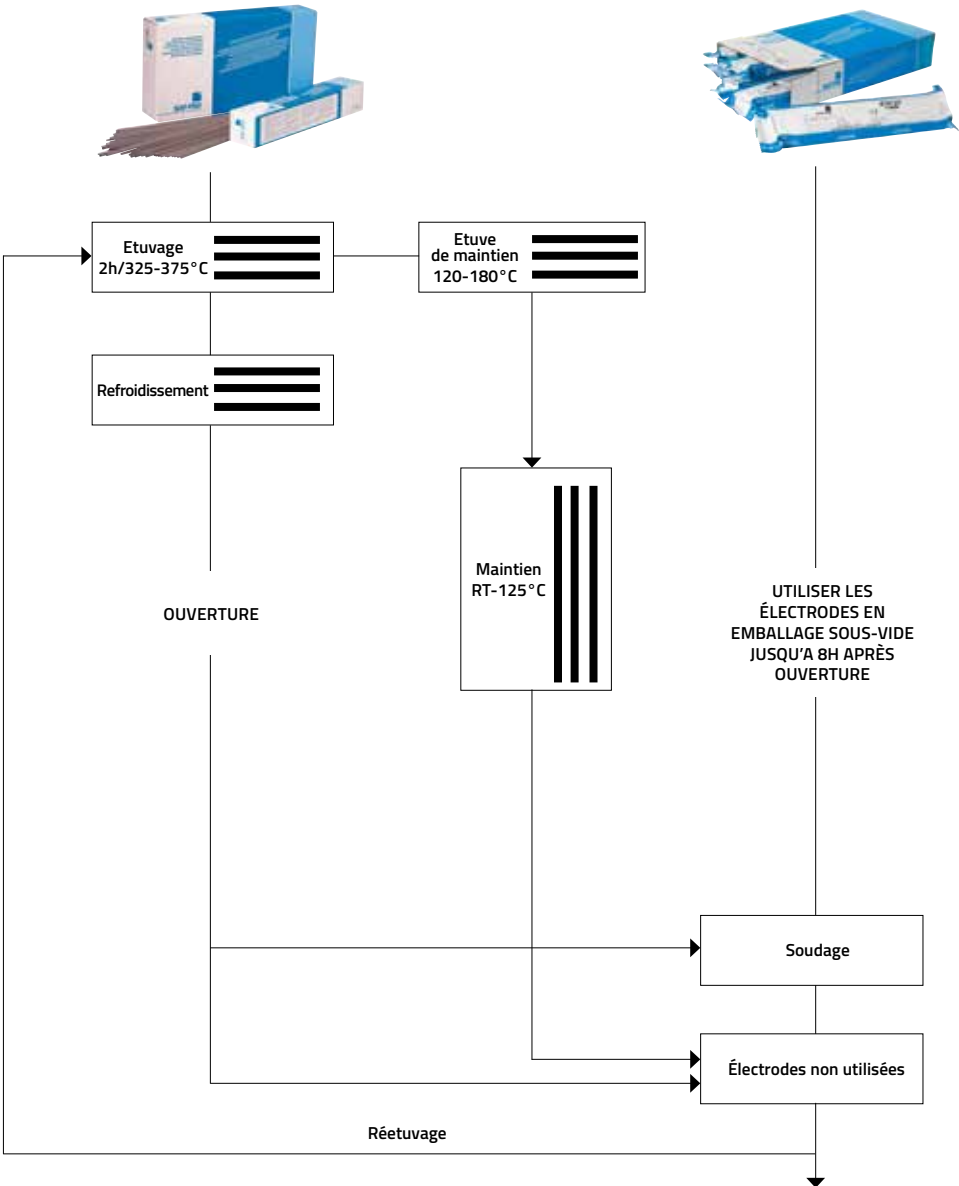 Etuvage
2h/325-375°C
Etuve
de maintien
120-180°C
Refroidissement
Maintien
RT-125°C
OUVERTURE
UTILISER LES
ÉLECTRODES EN
EMBALLAGE SOUS-VIDE
JUSQU'A 8H APRÈS
OUVERTURE
Soudage
Électrodes non utilisées
Réetuvage